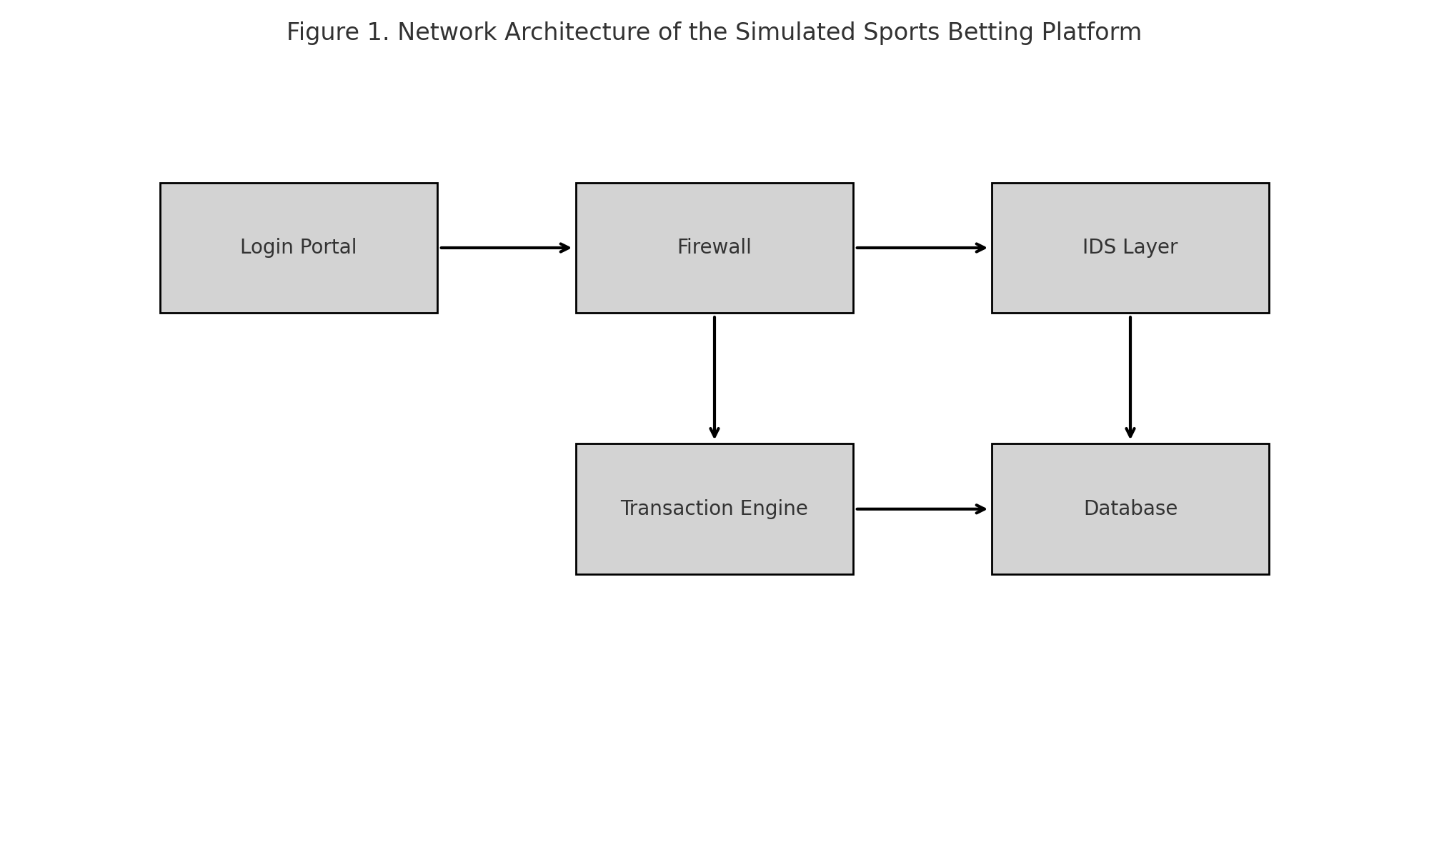 Figure 1. Network Architecture of the Simulated Sports Betting Platform
Login Portal
Firewall
IDS Layer
Transaction Engine
Database